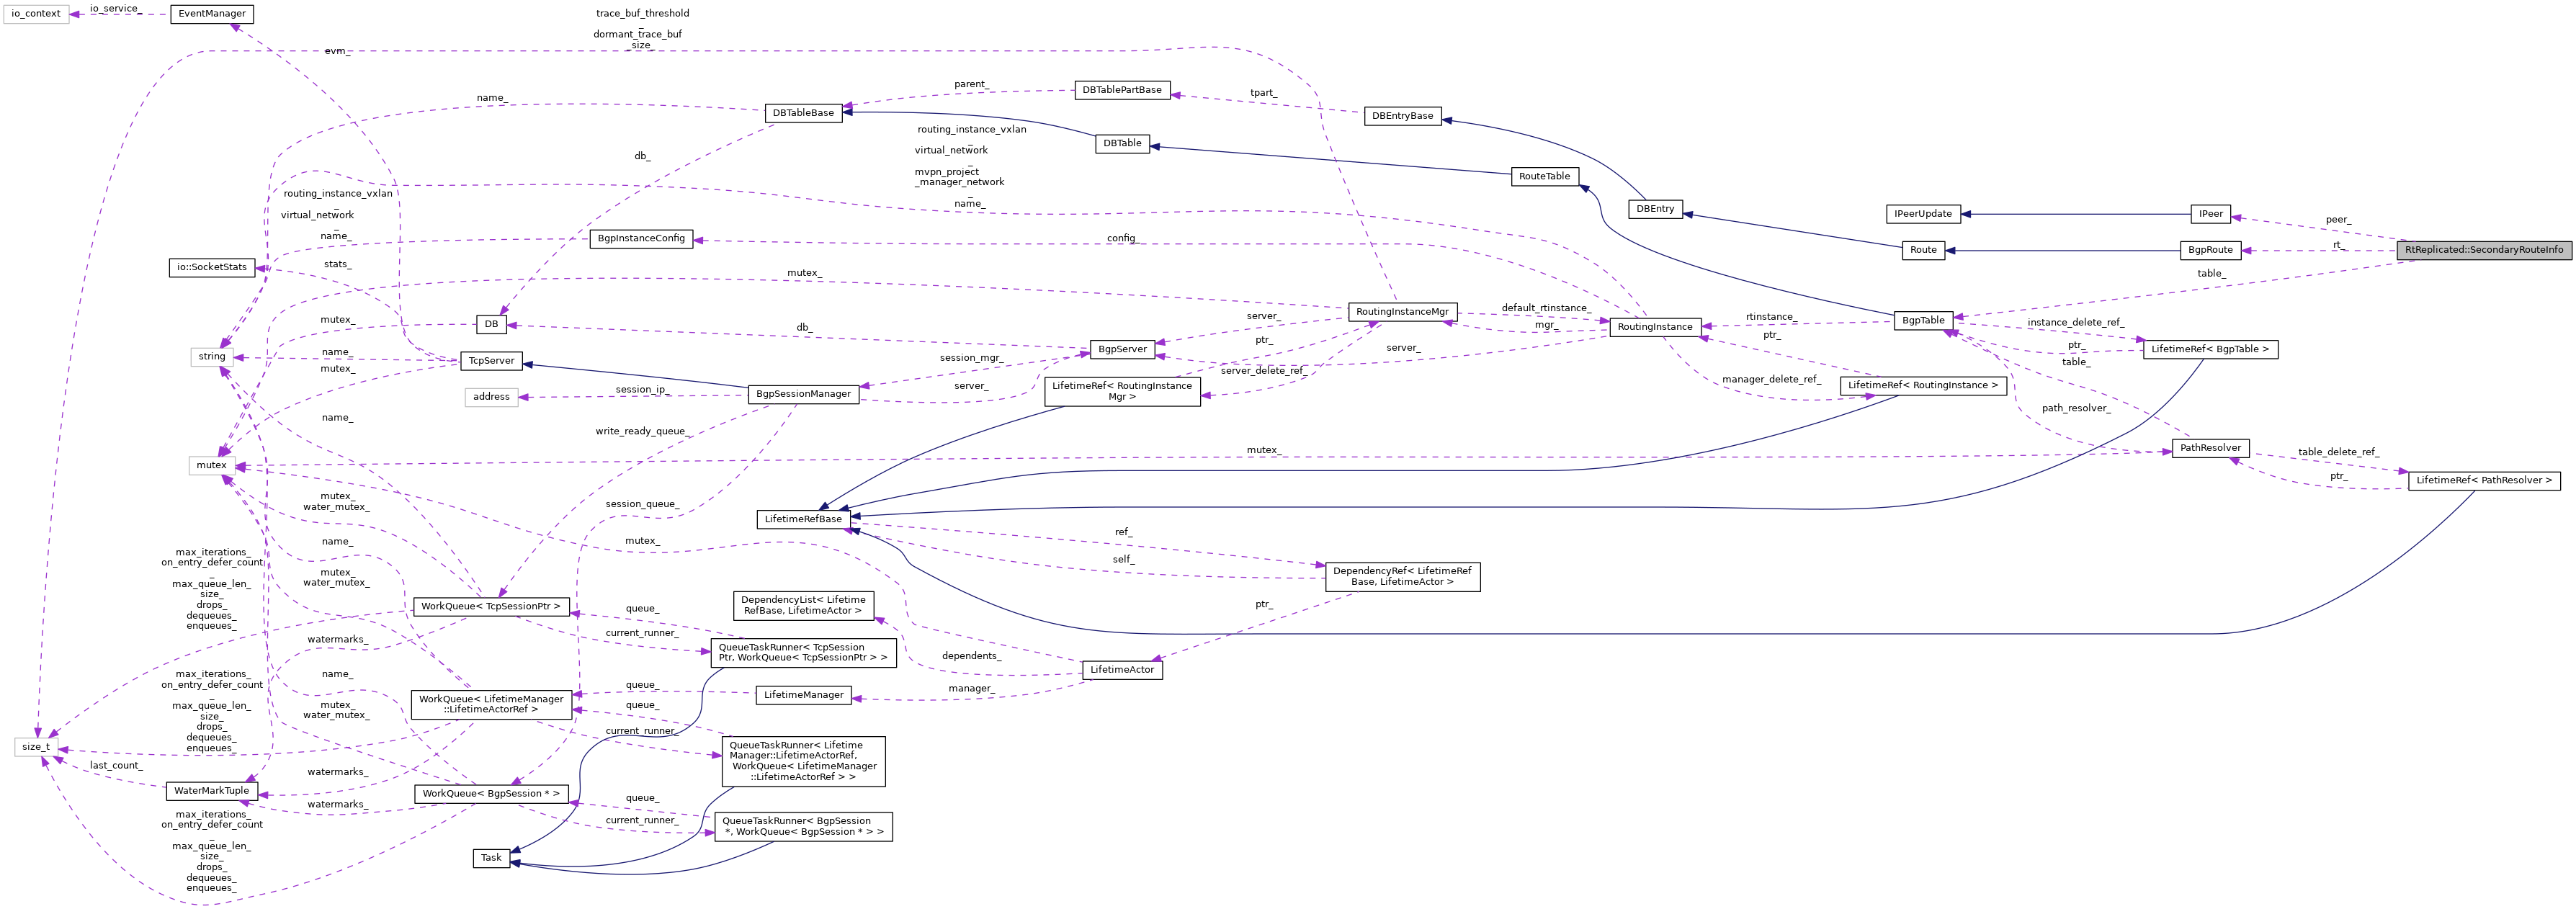 io_context
io_service_
EventManager
trace_buf_threshold
_
dormant_trace_buf
_size_
evm_
name_
DBTableBase
parent_
DBTablePartBase
tpart_
DBEntryBase
DBTable
routing_instance_vxlan
_
virtual_network
_
mvpn_project
_manager_network
_
name_
db_
RouteTable
DBEntry
IPeerUpdate
IPeer
peer_
routing_instance_vxlan
_
virtual_network
_
name_
BgpInstanceConfig
config_
Route
BgpRoute
rt_
RtReplicated::SecondaryRouteInfo
io::SocketStats
stats_
mutex_
table_
RoutingInstanceMgr
default_rtinstance_
mgr_
RoutingInstance
rtinstance_
BgpTable
instance_delete_ref_
mutex_
DB
db_
server_
ptr_
server_
ptr_
ptr_
LifetimeRef< BgpTable >
string
name_
TcpServer
mutex_
session_mgr_
BgpServer
server_delete_ref_
manager_delete_ref_
table_
address
session_ip_
BgpSessionManager
server_
LifetimeRef< RoutingInstance
Mgr >
LifetimeRef< RoutingInstance >
name_
write_ready_queue_
path_resolver_
mutex
mutex_
PathResolver
table_delete_ref_
ptr_
LifetimeRef< PathResolver >
mutex_
water_mutex_
session_queue_
LifetimeRefBase
ref_
self_
name_
mutex_
DependencyRef< LifetimeRef
Base, LifetimeActor >
max_iterations_
on_entry_defer_count
_
max_queue_len_
size_
drops_
dequeues_
enqueues_
mutex_
water_mutex_
WorkQueue< TcpSessionPtr >
queue_
DependencyList< Lifetime
RefBase, LifetimeActor >
ptr_
watermarks_
current_runner_
QueueTaskRunner< TcpSession
Ptr, WorkQueue< TcpSessionPtr > >
dependents_
LifetimeActor
max_iterations_
on_entry_defer_count
_
max_queue_len_
size_
drops_
dequeues_
enqueues_
name_
mutex_
water_mutex_
WorkQueue< LifetimeManager
::LifetimeActorRef >
queue_
queue_
LifetimeManager
manager_
size_t
last_count_
current_runner_
QueueTaskRunner< Lifetime
Manager::LifetimeActorRef,
WorkQueue< LifetimeManager
::LifetimeActorRef > >
WaterMarkTuple
watermarks_
watermarks_
WorkQueue< BgpSession * >
queue_
current_runner_
QueueTaskRunner< BgpSession
*, WorkQueue< BgpSession * > >
max_iterations_
on_entry_defer_count
_
max_queue_len_
size_
drops_
dequeues_
enqueues_
Task